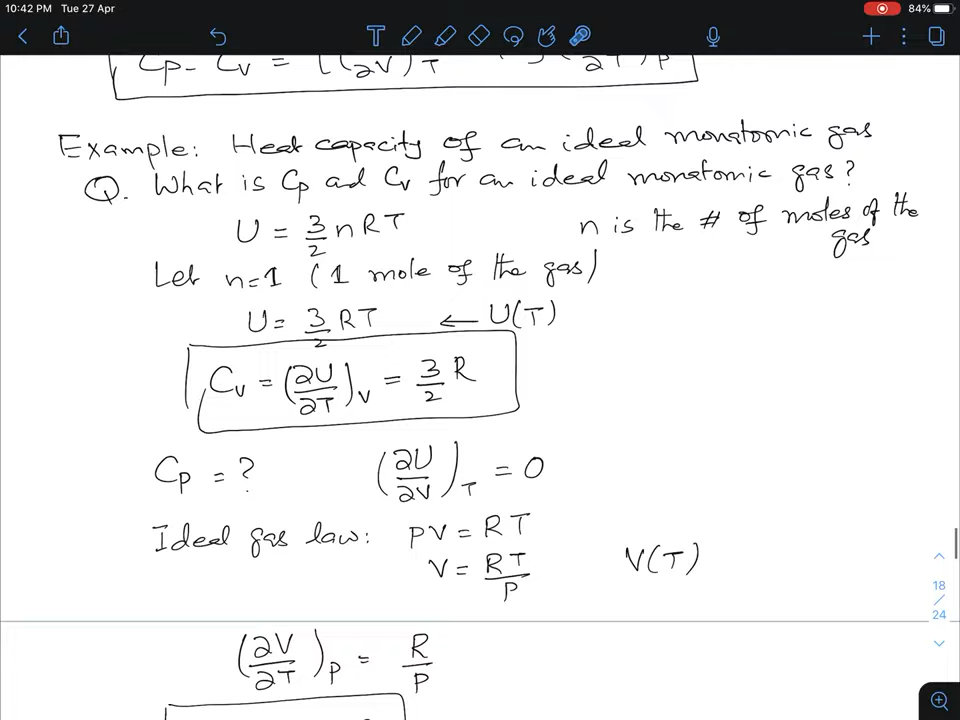 10:42 PM Tue 27 Apr 84%
Cp - Cv = [(∂U/∂V)T + P](∂V/∂T)P
Example: Heat capacity of an ideal monatomic gas
Q. What is Cp ad Cv for an ideal monatomic gas?
U = 3/2 nRT n is the # of moles of the gas
Let n=1 (1 mole of the gas)
U = 3/2 RT ← U(T)
Cv = (∂U/∂T)V = 3/2 R
Cp = ? (∂U/∂V)T = 0
Ideal gas law: PV = RT
V = RT/P V(T)
18
/
24
(∂V/∂T)P = R/P